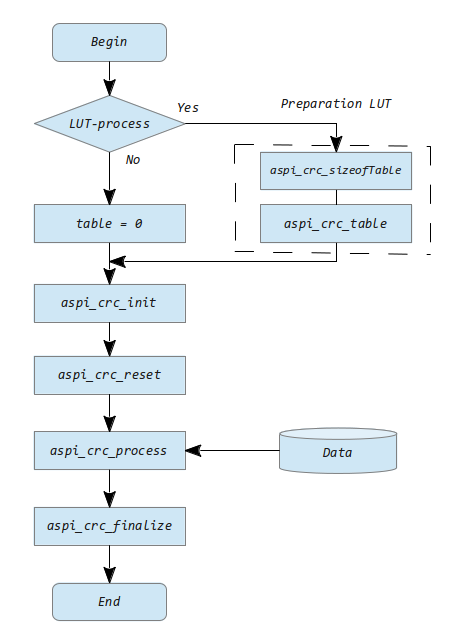 Begin
LUT-process
Yes
Preparation LUT
No
aspi_crc_sizeofTable
table = 0
aspi_crc_table
aspi_crc_init
aspi_crc_reset
aspi_crc_process
Data
aspi_crc_finalize
End